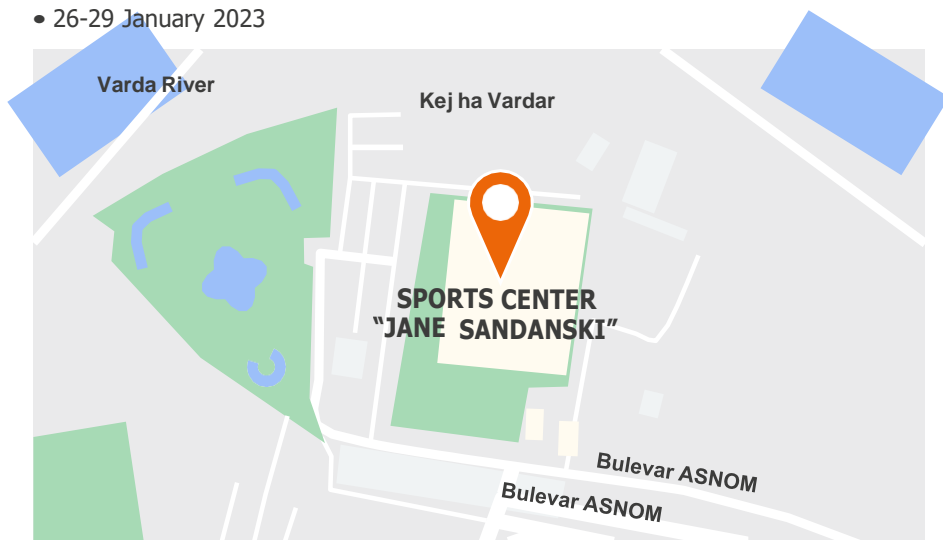 • 26-29 January 2023
Varda River
Kej ha Vardar
SPORTS CENTER
“JANE SANDANSKI”
Bulevar ASNOM
Bulevar ASNOM